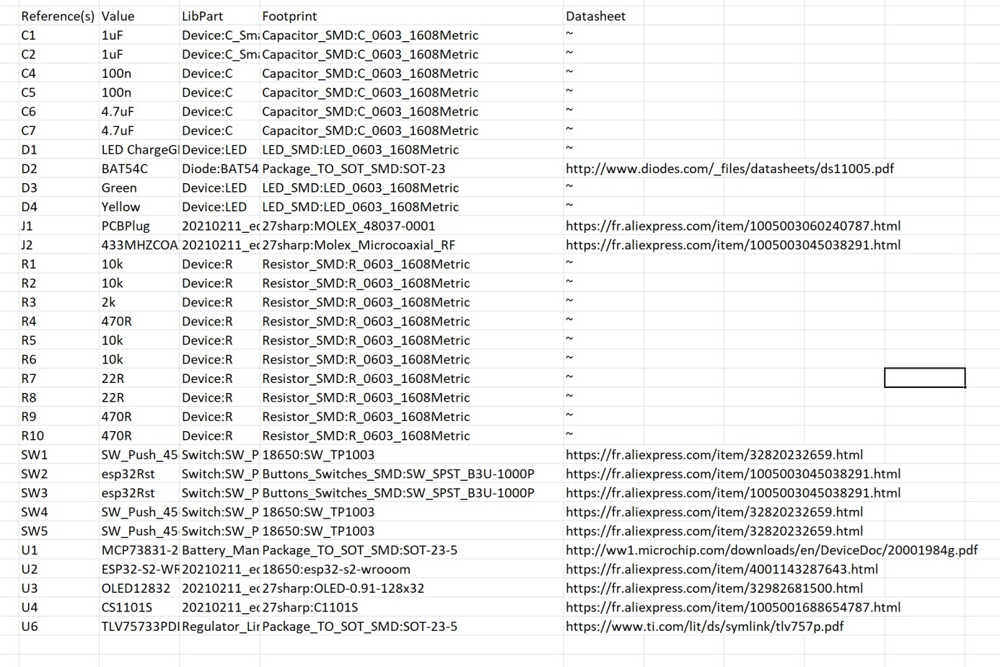 Reference(s) Value LibPart Footprint Datasheet
C1 1uF Device:C_Sma Capacitor_SMD:C_0603_1608Metric ~
C2 1uF Device:C_Sma Capacitor_SMD:C_0603_1608Metric ~
C4 100n Device:C Capacitor_SMD:C_0603_1608Metric ~
C5 100n Device:C Capacitor_SMD:C_0603_1608Metric ~
C6 4.7uF Device:C Capacitor_SMD:C_0603_1608Metric ~
C7 4.7uF Device:C Capacitor_SMD:C_0603_1608Metric ~
D1 LED ChargeG Device:LED LED_SMD:LED_0603_1608Metric ~
D2 BAT54C Diode:BAT54 Package_TO_SOT_SMD:SOT-23 http://www.diodes.com/_files/datasheets/ds11005.pdf
D3 Green Device:LED LED_SMD:LED_0603_1608Metric ~
D4 Yellow Device:LED LED_SMD:LED_0603_1608Metric ~
J1 PCBPlug 20210211_ec 27sharp:MOLEX_48037-0001 https://fr.aliexpress.com/item/1005003060240787.html
J2 433MHZCOA 20210211_ec 27sharp:Molex_Microcoaxial_RF https://fr.aliexpress.com/item/1005003045038291.html
R1 10k Device:R Resistor_SMD:R_0603_1608Metric ~
R2 10k Device:R Resistor_SMD:R_0603_1608Metric ~
R3 2k Device:R Resistor_SMD:R_0603_1608Metric ~
R4 470R Device:R Resistor_SMD:R_0603_1608Metric ~
R5 10k Device:R Resistor_SMD:R_0603_1608Metric ~
R6 10k Device:R Resistor_SMD:R_0603_1608Metric ~
R7 22R Device:R Resistor_SMD:R_0603_1608Metric ~
R8 22R Device:R Resistor_SMD:R_0603_1608Metric ~
R9 470R Device:R Resistor_SMD:R_0603_1608Metric ~
R10 470R Device:R Resistor_SMD:R_0603_1608Metric ~
SW1 SW_Push_45 Switch:SW_P 18650:SW_TP1003 https://fr.aliexpress.com/item/32820232659.html
SW2 esp32Rst Switch:SW_P Buttons_Switches_SMD:SW_SPST_B3U-1000P https://fr.aliexpress.com/item/1005003045038291.html
SW3 esp32Rst Switch:SW_P Buttons_Switches_SMD:SW_SPST_B3U-1000P https://fr.aliexpress.com/item/1005003045038291.html
SW4 SW_Push_45 Switch:SW_P 18650:SW_TP1003 https://fr.aliexpress.com/item/32820232659.html
SW5 SW_Push_45 Switch:SW_P 18650:SW_TP1003 https://fr.aliexpress.com/item/32820232659.html
U1 MCP73831-2 Battery_Man Package_TO_SOT_SMD:SOT-23-5 http://ww1.microchip.com/downloads/en/DeviceDoc/20001984g.pdf
U2 ESP32-S2-WR 20210211_ec 18650:esp32-s2-wrooom https://fr.aliexpress.com/item/4001143287643.html
U3 OLED12832 20210211_ec 27sharp:OLED-0.91-128x32 https://fr.aliexpress.com/item/32982681500.html
U4 CS1101S 20210211_ec 27sharp:C1101S https://fr.aliexpress.com/item/1005001688654787.html
U6 TLV75733PD Regulator_Lin Package_TO_SOT_SMD:SOT-23-5 https://www.ti.com/lit/ds/symlink/tlv757p.pdf